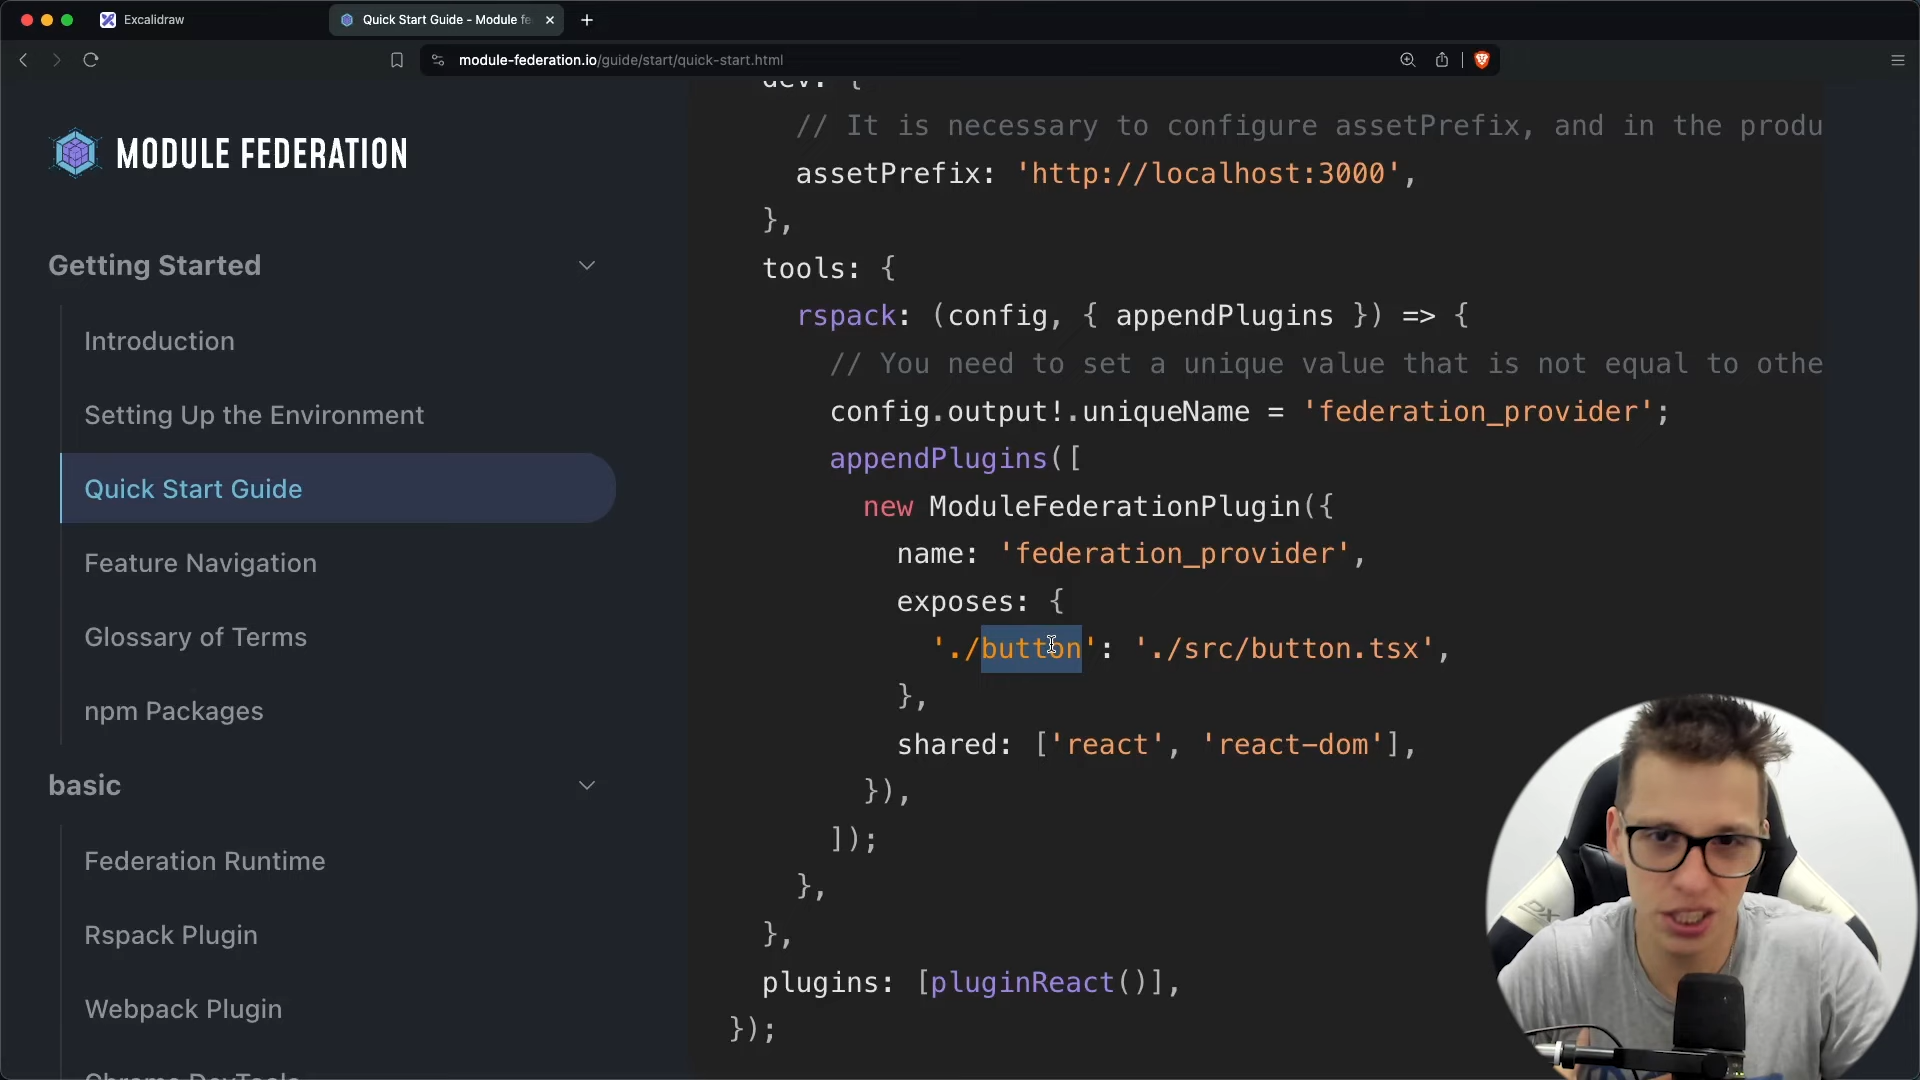 Excalidraw
Quick Start Guide - Module fe
module-federation.io/guide/start/quick-start.html
MODULE FEDERATION
Getting Started
Introduction
Setting Up the Environment
Quick Start Guide
Feature Navigation
Glossary of Terms
npm Packages
basic
Federation Runtime
Rspack Plugin
Webpack Plugin
Chrome DevTools
dev: {
// It is necessary to configure assetPrefix, and in the produ
assetPrefix: 'http://localhost:3000',
},
tools: {
rspack: (config, { appendPlugins }) => {
// You need to set a unique value that is not equal to othe
config.output!.uniqueName = 'federation_provider';
appendPlugins([
new ModuleFederationPlugin({
name: 'federation_provider',
exposes: {
'./button': './src/button.tsx',
},
shared: ['react', 'react-dom'],
}),
]);
},
},
plugins: [pluginReact()],
});
DX